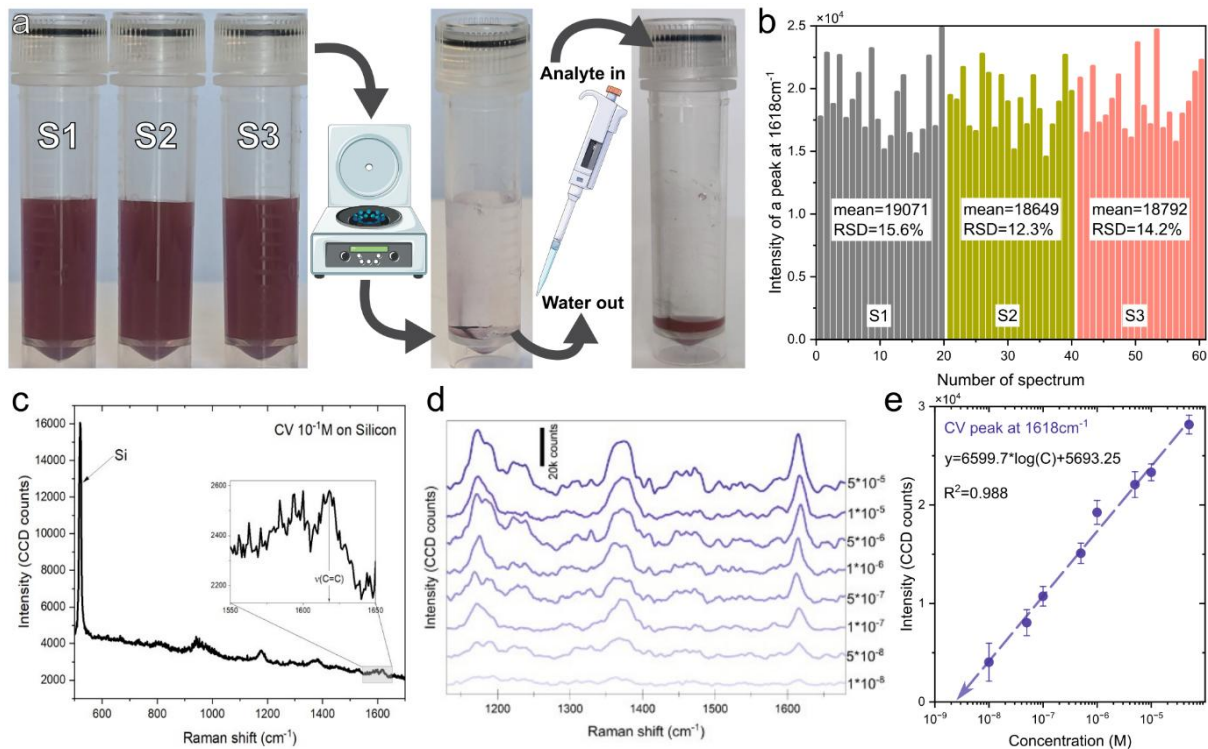 a
S1
S2
S3
Analyte in
Water out
b
×10⁴
2.5
2.0
1.5
1.0
0.5
0.0
Intensity of a peak at 1618cm⁻¹
mean=19071
RSD=15.6%
mean=18649
RSD=12.3%
mean=18792
RSD=14.2%
S1
S2
S3
0 10 20 30 40 50 60
Number of spectrum
c
CV 10⁻¹M on Silicon
Si
16000
14000
12000
10000
8000
6000
4000
2000
Intensity (CCD counts)
2600
2400
2200
ν(C=C)
1550 1600 1650
500 800 1000 1200 1400 1600
Raman shift (cm⁻¹)
d
20k counts
5*10⁻⁵
1*10⁻⁵
5*10⁻⁶
1*10⁻⁶
5*10⁻⁷
1*10⁻⁷
5*10⁻⁸
1*10⁻⁸
Intensity (CCD counts)
1200 1300 1400 1500 1600
Raman shift (cm⁻¹)
e
×10⁴
3
2
1
0
Intensity (CCD counts)
CV peak at 1618cm⁻¹
y=6599.7*log(C)+5693.25
R²=0.988
10⁻⁹ 10⁻⁸ 10⁻⁷ 10⁻⁶ 10⁻⁵
Concentration (M)